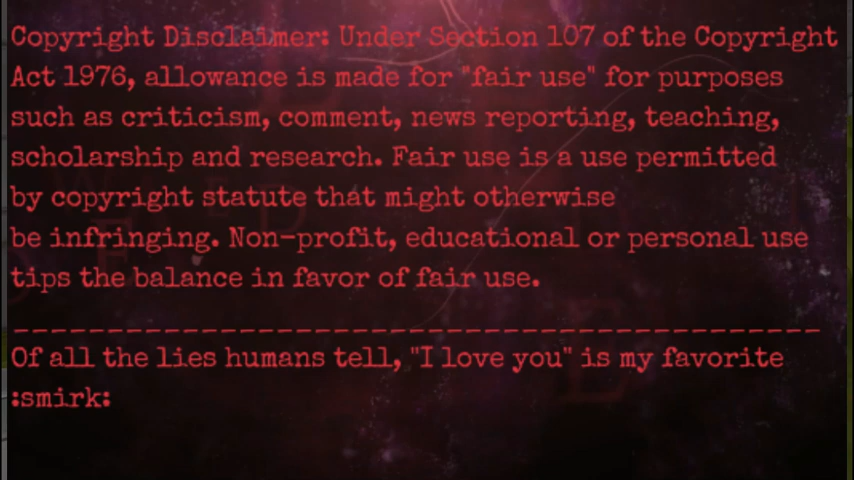 Copyright Disclaimer: Under Section 107 of the Copyright
Act 1976, allowance is made for "fair use" for purposes
such as criticism, comment, news reporting, teaching,
scholarship and research. Fair use is a use permitted
by copyright statute that might otherwise
be infringing. Non-profit, educational or personal use
tips the balance in favor of fair use.
_____________________________________________
Of all the lies humans tell, "I love you" is my favorite
:smirk: